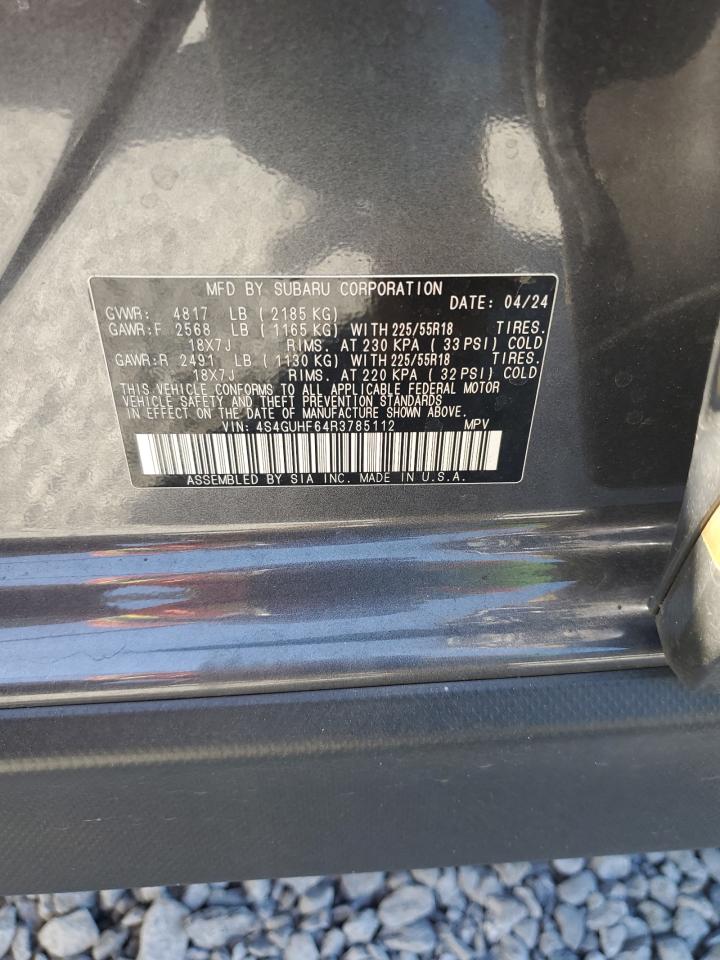 MFD BY SUBARU CORPORATION DATE: 04/24
GVWR: 4817 LB (2185 KG)
GAWR:F 2568 LB (1165 KG) WITH 225/55R18 TIRES.
18X7J RIMS. AT 230 KPA (33 PSI) COLD
GAWR:R 2491 LB (1130 KG) WITH 225/55R18 TIRES.
18X7J RIMS. AT 220 KPA (32 PSI) COLD
THIS VEHICLE CONFORMS TO ALL APPLICABLE FEDERAL MOTOR
VEHICLE SAFETY AND THEFT PREVENTION STANDARDS
IN EFFECT ON THE DATE OF MANUFACTURE SHOWN ABOVE.
VIN: 4S4GUHF64R3785112 MPV
ASSEMBLED BY SIA INC. MADE IN U.S.A.